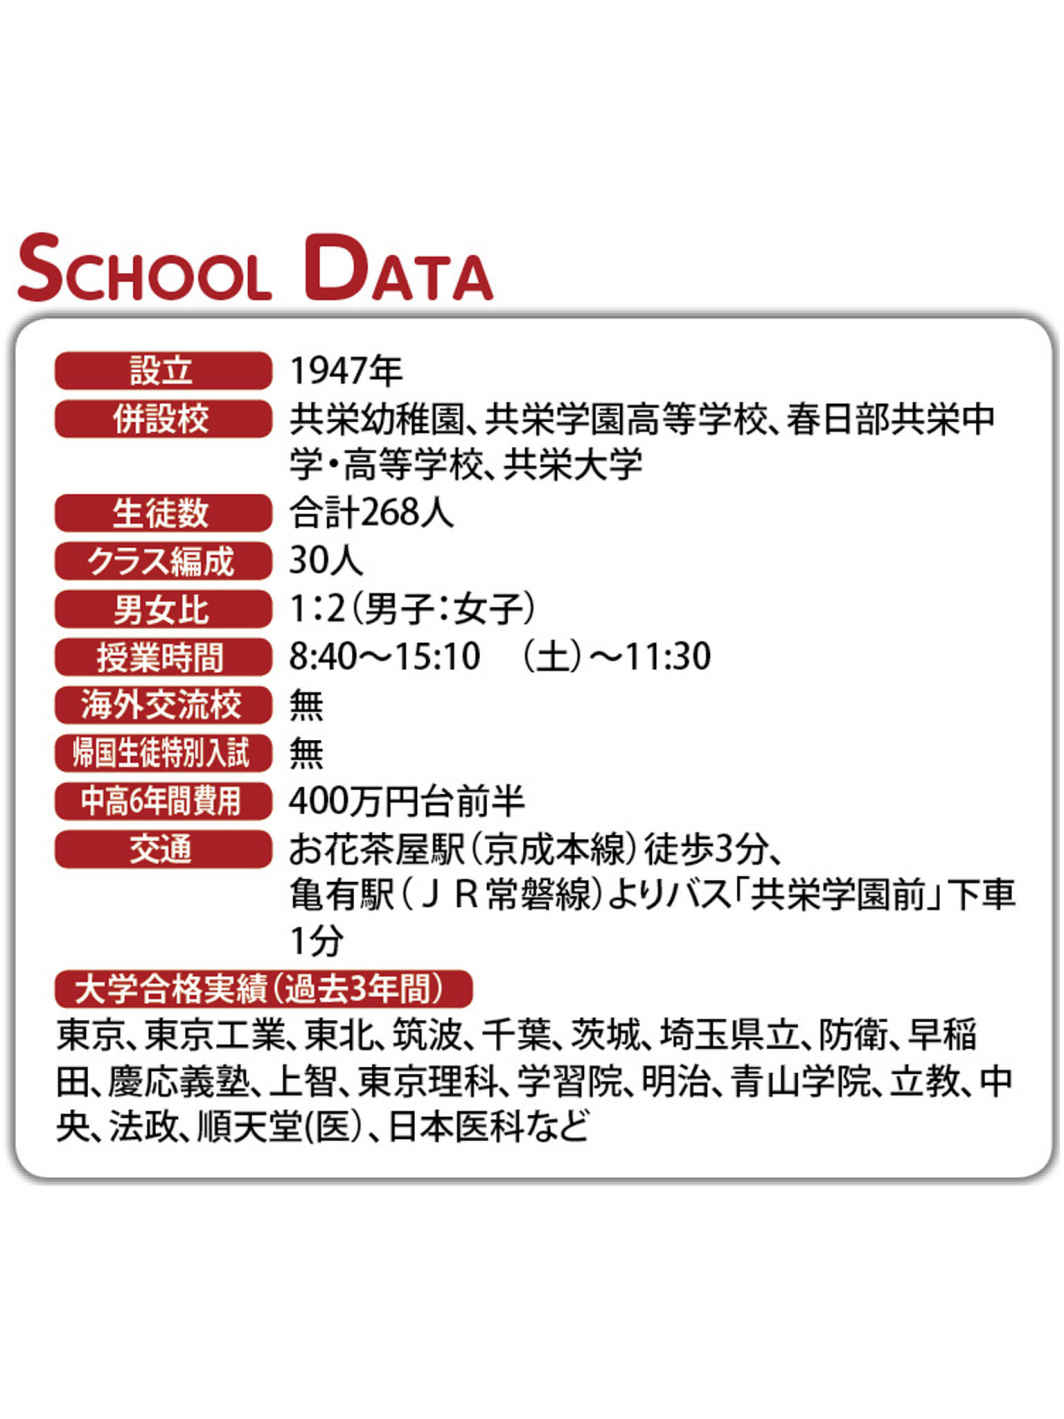 SCHOOL DATA
設立 1947年
併設校 共栄幼稚園、共栄学園高等学校、春日部共栄中
学・高等学校、共栄大学
生徒数 合計268人
クラス編成 30人
男女比 1：2（男子：女子）
授業時間 8:40〜15:10　（土）〜11:30
海外交流校 無
帰国生徒特別入試 無
中高6年間費用 400万円台前半
交通 お花茶屋駅（京成本線）徒歩3分、
亀有駅（ＪＲ常磐線）よりバス「共栄学園前」下車
1分
大学合格実績（過去3年間）
東京、東京工業、東北、筑波、千葉、茨城、埼玉県立、防衛、早稲
田、慶応義塾、上智、東京理科、学習院、明治、青山学院、立教、中
央、法政、順天堂(医）、日本医科など